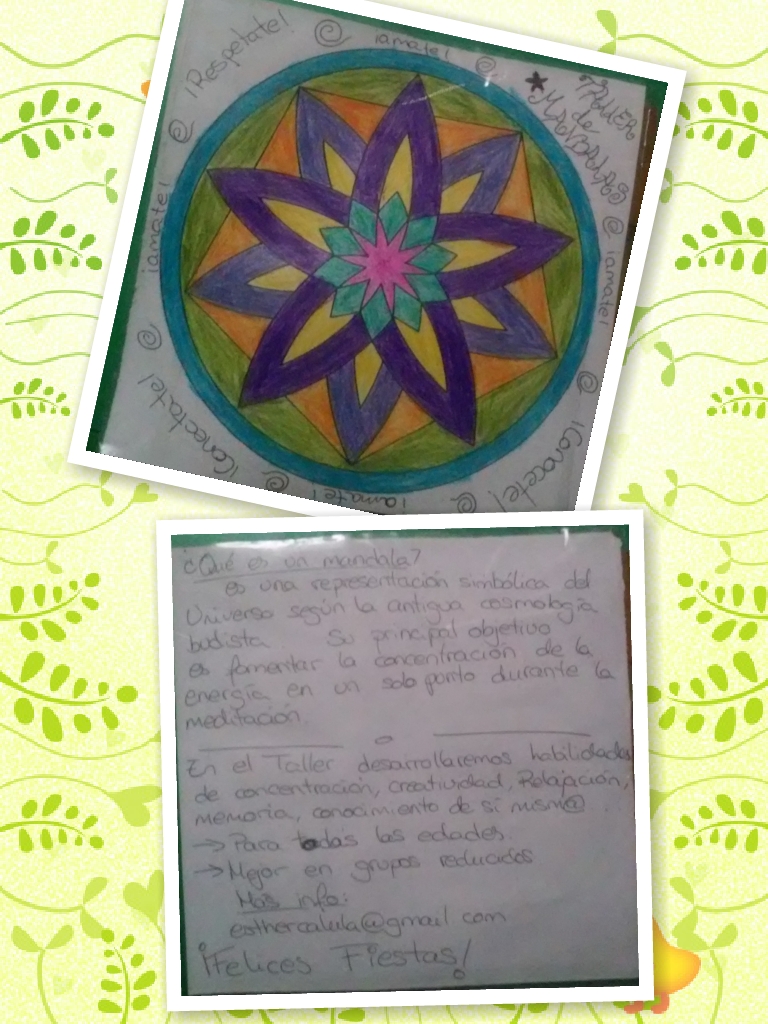 ¡Respetate!
¡amate!
★ TALLER
de
MANDALAS
¡amate!
¡Conocete!
¡amate!
¡Conectate!
¡amate!
¿Qué es un mandala?
es una representación simbólica del
Universo según la antigua cosmología
budista. Su principal objetivo
es fomentar la concentración de la
energía en un solo punto durante la
meditación.
En el Taller desarrollaremos habilidades
de concentración, creatividad, Relajación,
memoria, conocimiento de sí mism@.
→ Para todas las edades.
→ Mejor en grupos reducidos
Mas info:
esthercalula@gmail.com
¡Felices Fiestas!